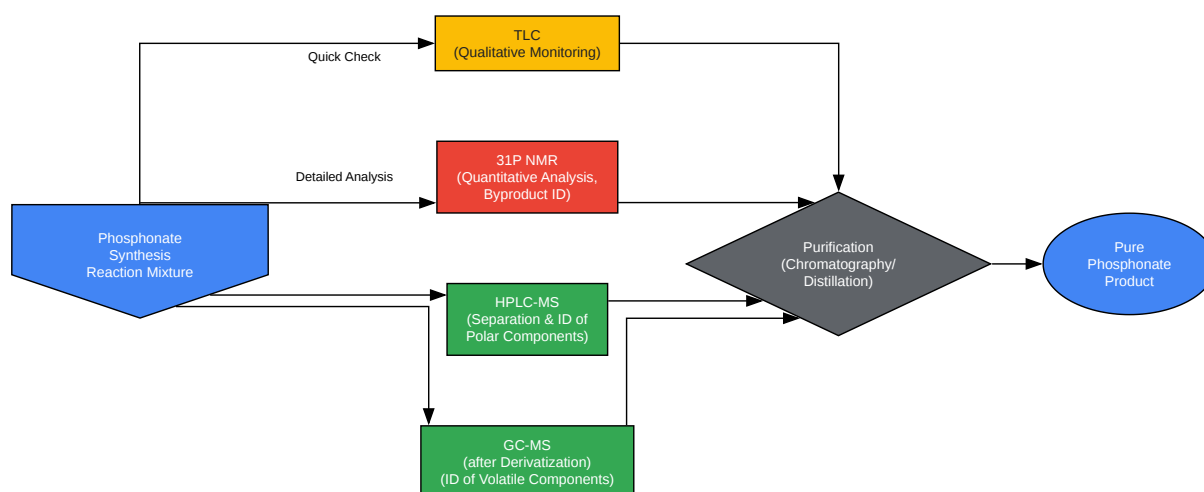 TLC
(Qualitative Monitoring)
Quick Check
31P NMR
(Quantitative Analysis,
Byproduct ID)
Detailed Analysis
Phosphonate
Synthesis
Reaction Mixture
Purification
(Chromatography/
Distillation)
Pure
Phosphonate
Product
HPLC-MS
(Separation & ID of
Polar Components)
GC-MS
(after Derivatization)
(ID of Volatile Components)